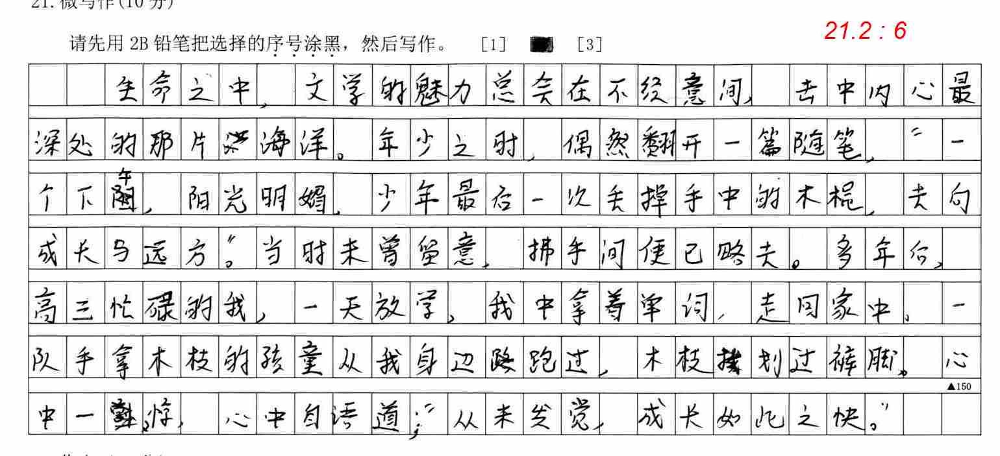 21.微写作(10分)
21.2 : 6
请先用 2B 铅笔把选择的序号涂黑，然后写作。 [1] [3]
生命之中，文学的魅力总会在不经意间，击中内心最
深处的那片海洋。年少之时，偶然翻开一篇随笔，“一
个下午，阳光明媚，少年最后一次丢掉手中的木棍，去向
成长与远方”。当时未曾留意，拂手间便已略去。多年后，
高三忙碌的我，一天放学，我中拿着单词，走回家中。一
队手拿木枝的孩童从我身边跑过，木枝划过裤脚。心
▲150
中一惊，心中自语道；“从未发觉，成长如此之快。”